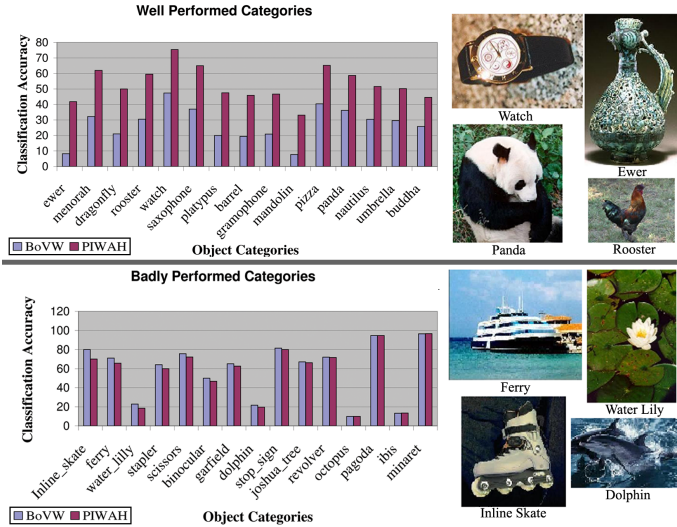 Well Performed Categories
Classification Accuracy
80
70
60
50
40
30
20
10
0
ewer
menorah
dragonfly
rooster
watch
saxophone
platypus
barrel
gramophone
mandolin
pizza
panda
nautilus
umbrella
buddha
Object Categories
BoVW PIWAH
Watch
Ewer
Panda
Rooster
Badly Performed Categories
Classification Accuracy
120
100
80
60
40
20
0
Inline_skate
ferry
water_lilly
stapler
scissors
binocular
garfield
dolphin
stop_sign
joshua_tree
revolver
octopus
pagoda
ibis
minaret
Object Categories
BoVW PIWAH
Ferry
Water Lily
Inline Skate
Dolphin